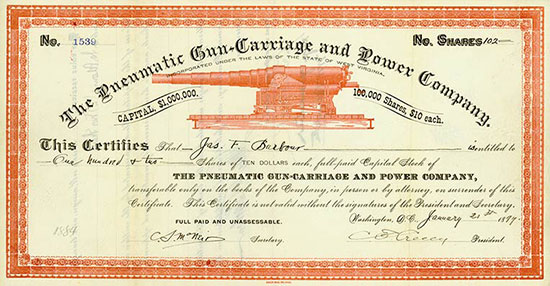 No. 1539
No. Shares 102
The Pneumatic Gun-Carriage and Power Company.
INCORPORATED UNDER THE LAWS OF THE STATE OF WEST VIRGINIA.
CAPITAL, $1,000,000.
100,000 Shares, $10 each.
This Certifies That Jas. F. Barbour is entitled to
One hundred & two Shares of TEN DOLLARS each, full-paid Capital Stock of
THE PNEUMATIC GUN-CARRIAGE AND POWER COMPANY,
transferable only on the books of the Company, in person or by attorney, on surrender of this
Certificate. This Certificate is not valid without the signatures of the President and Secretary.
FULL PAID AND UNASSESSABLE.
Washington, D.C. January 21st 1897
1884
Secretary.
President.